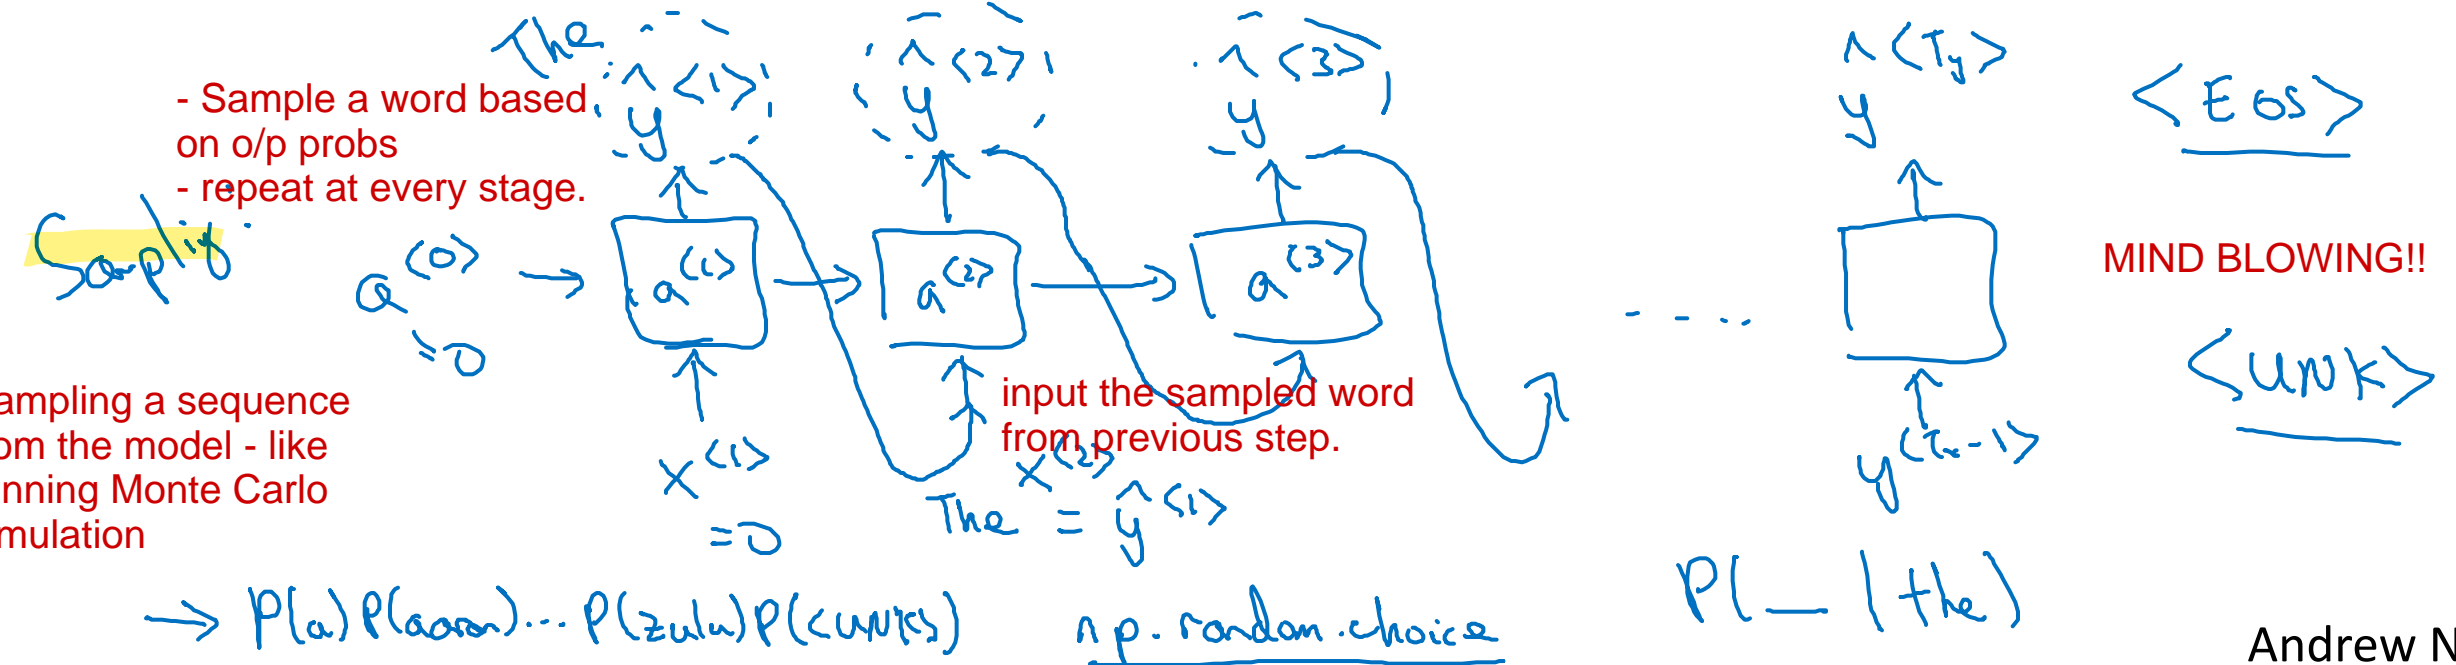 The
ŷ<1>
ŷ<2>
ŷ<3>
ŷ<Ty>
<EOS>
- Sample a word based
on o/p probs
- repeat at every stage.
Sampling
a<0>
=0
a<1>
a<2>
a<3>
....
MIND BLOWING!!
<UNK>
ampling a sequence
om the model - like
nning Monte Carlo
mulation
input the sampled word
from previous step.
x<1>
=0
x<2>
The = ŷ<1>
y<Tx-1>
→ P(a)P(aaron)...P(zulu)P(<UNK>)
np.random.choice
P(__|the)
Andrew N